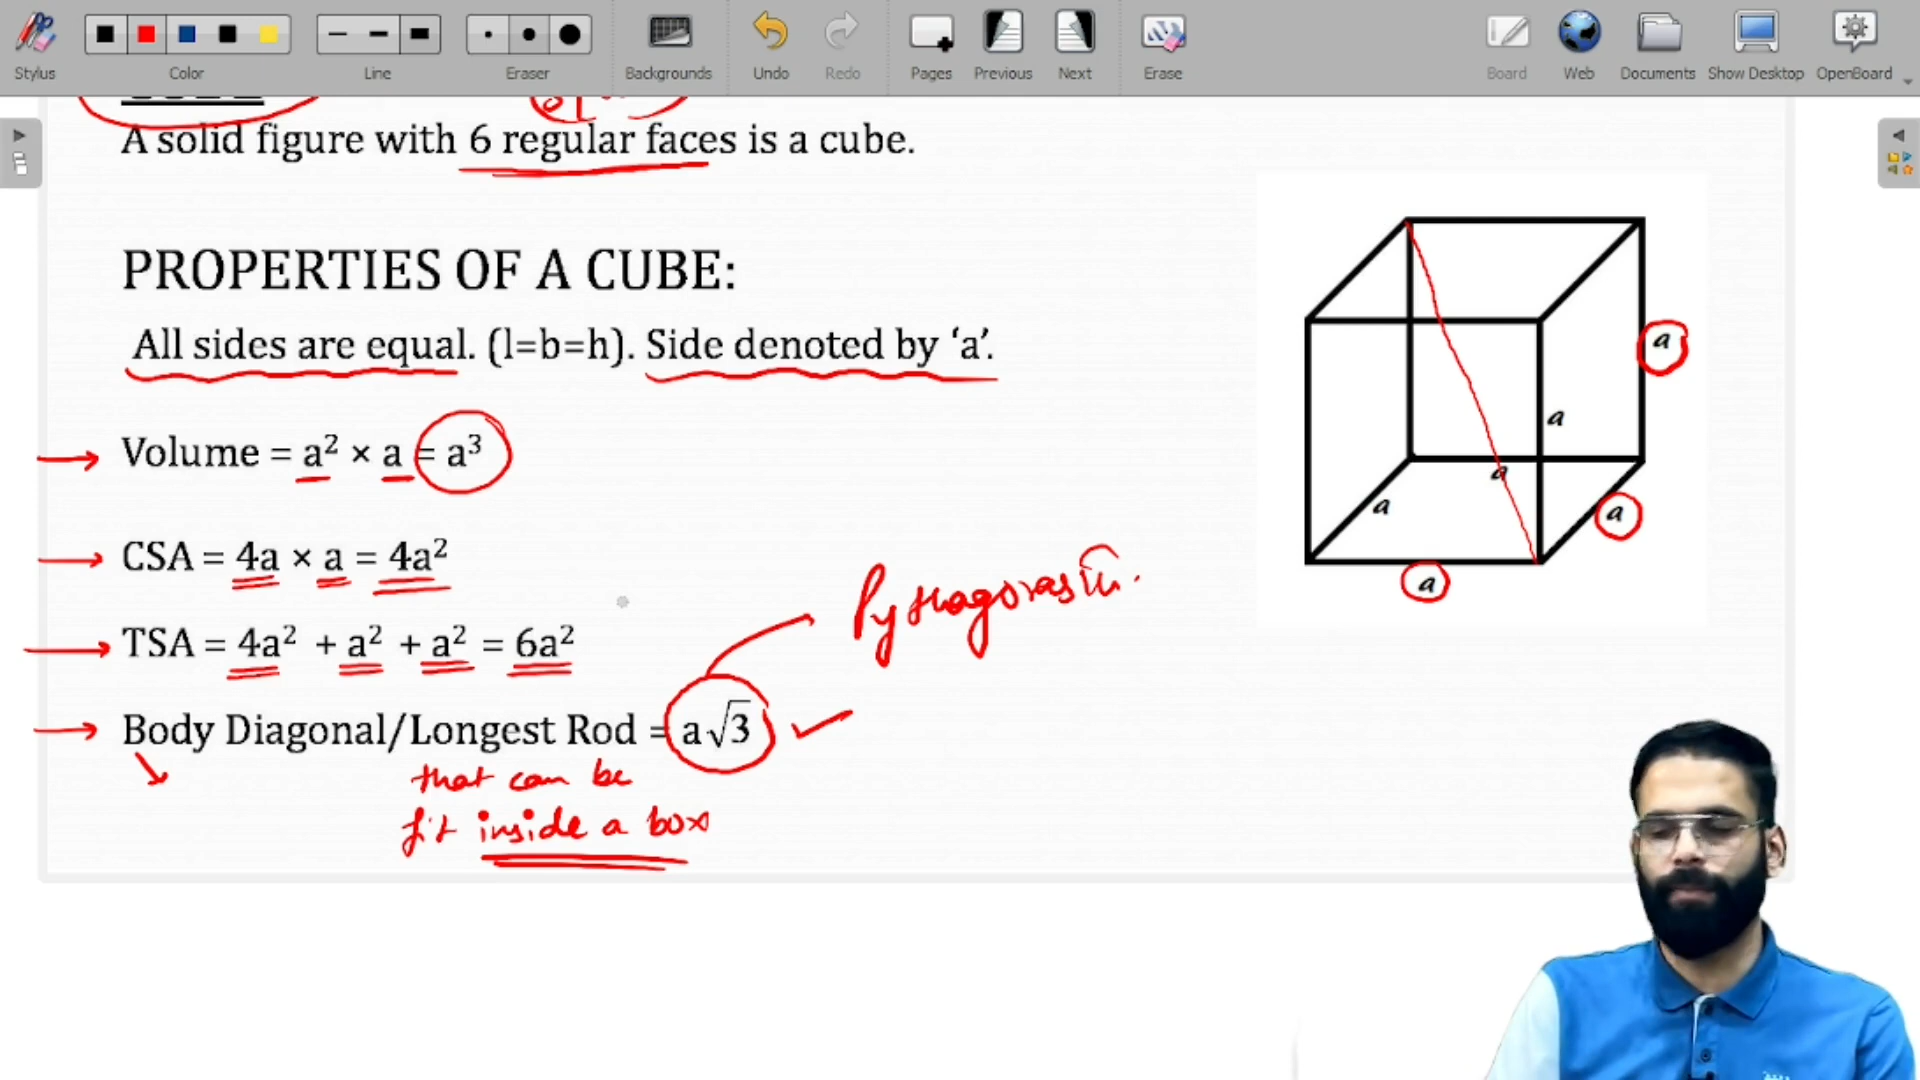 Stylus
Color
Line
Eraser
Backgrounds
Undo
Redo
Pages
Previous
Next
Erase
Board
Web
Documents
Show Desktop
OpenBoard
A solid figure with 6 regular faces is a cube.
PROPERTIES OF A CUBE:
All sides are equal. (l=b=h). Side denoted by ‘a’.
Volume = a² × a = a³
CSA = 4a × a = 4a²
TSA = 4a² + a² + a² = 6a²
Body Diagonal/Longest Rod = a√3
that can be
fit inside a box
Pythagoras
a
a
a
a
a
a